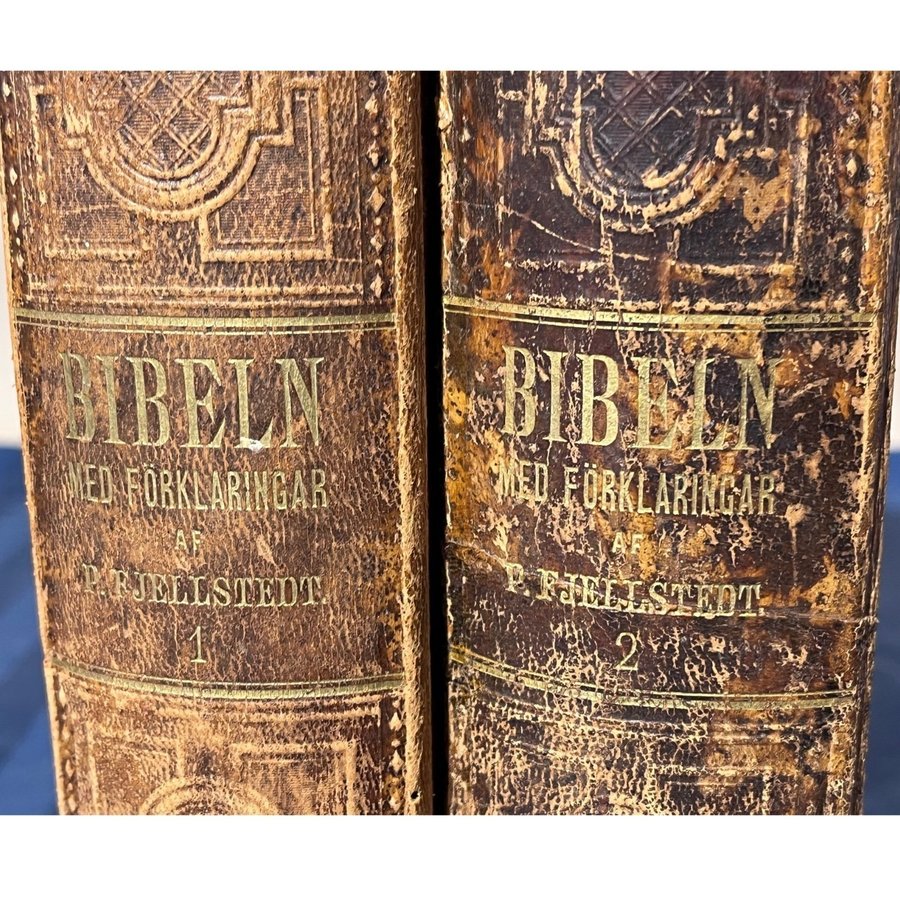 BIBELN
MED FÖRKLARINGAR
AF
P. FJELLSTEDT.
1
BIBELN
MED FÖRKLARINGAR
AF
P. FJELLSTEDT.
2